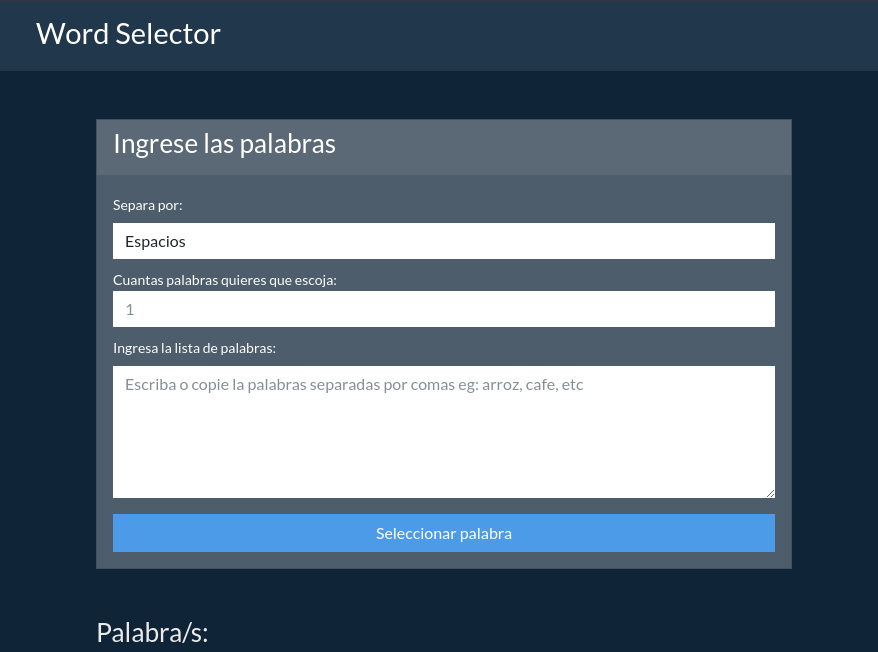 Word Selector
Ingrese las palabras
Separa por:
Espacios
Cuantas palabras quieres que escoja:
1
Ingresa la lista de palabras:
Escriba o copie la palabras separadas por comas eg: arroz, cafe, etc
Seleccionar palabra
Palabra/s: